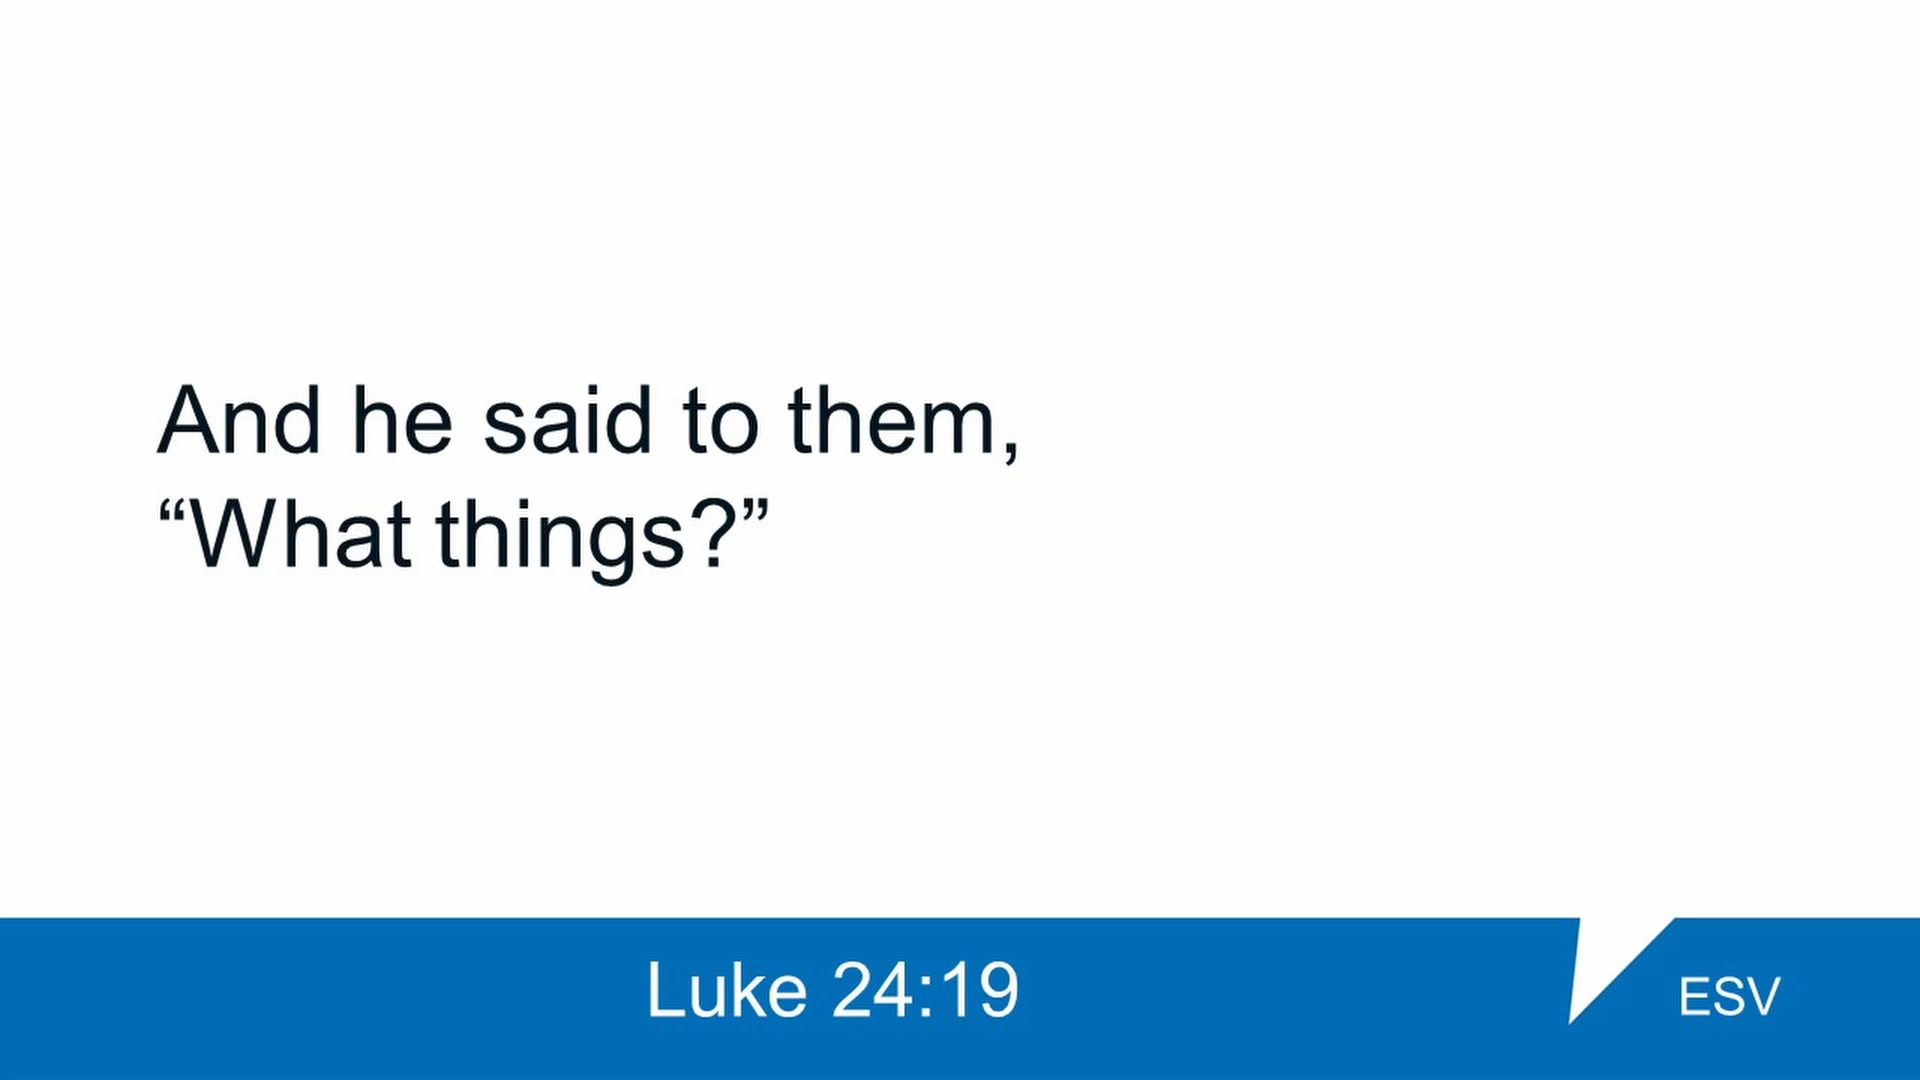 And he said to them,
“What things?”
Luke 24:19
ESV